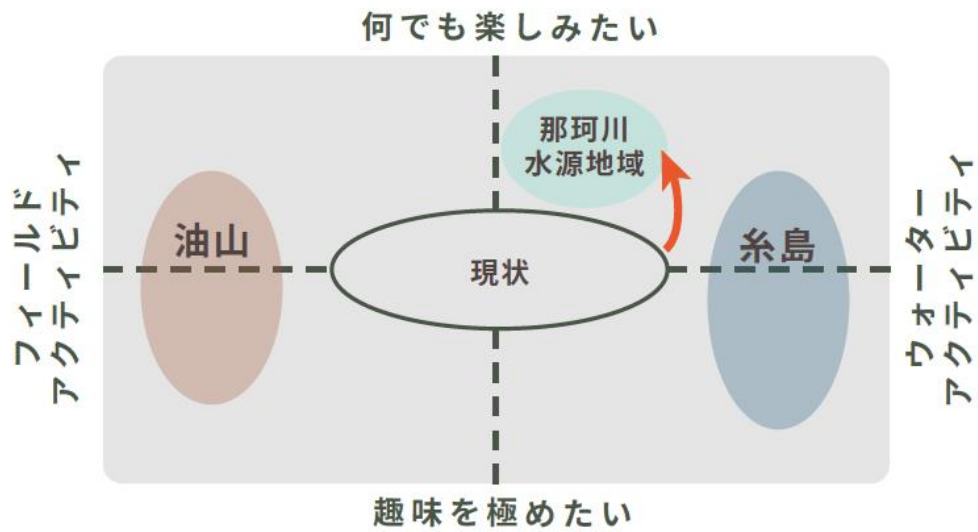 何でも楽しみたい
那珂川
水源地域
フィールド
アクティビティ
油山
現状
糸島
ウォーター
アクティビティ
趣味を極めたい